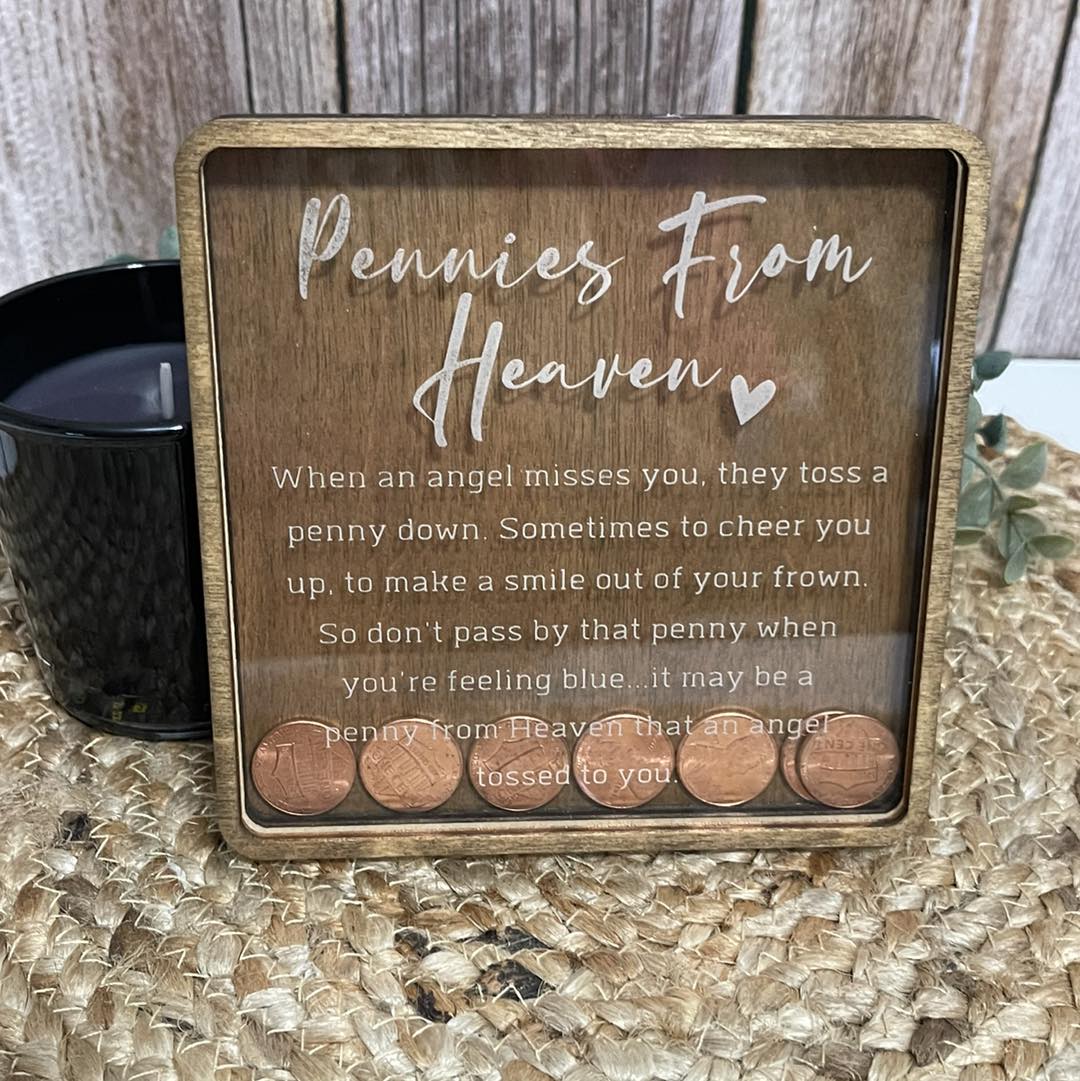 Pennies From
Heaven
When an angel misses you, they toss a
penny down. Sometimes to cheer you
up, to make a smile out of your frown.
So don't pass by that penny when
you're feeling blue...it may be a
penny from Heaven that an angel
tossed to you.
ONE CENT